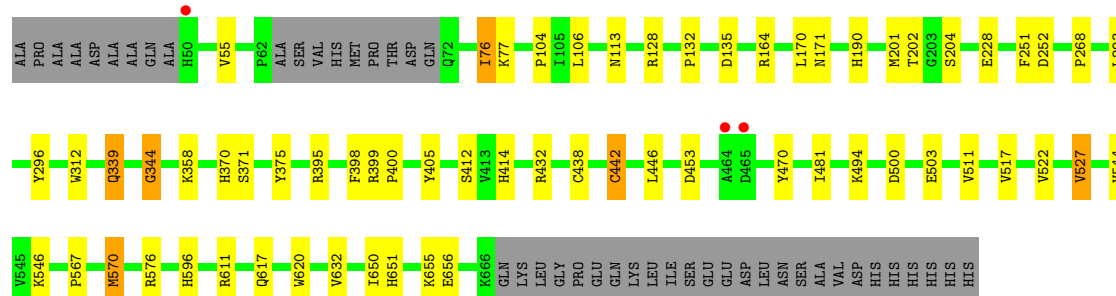 ALA PRO ALA ALA ALA ASP ALA ALA GLN ALA H50 V55 P62 ALA SER VAL HIS MET PRO THR ASP GLN Q72 I76 K77 P104 I105 L106 N113 R128 P132 D135 R164 L170 N171 H190 M201 T202 G203 S204 E228 F251 D252 P268
Y296 W312 Q339 G344 K358 H370 S371 Y375 R395 F398 R399 P400 Y405 S412 V413 H414 R432 C438 C442 L446 D453 A464 D465 Y470 I481 K494 D500 E503 V511 V517 V522 V527
V545 K546 P567 M570 R576 H596 R611 Q617 W620 V632 I650 H651 K655 E656 K666 GLN LYS LEU GLY PRO GLU GLN LYS LEU ILE SER GLU GLU ASP LEU ASN SER ALA VAL ASP HIS HIS HIS HIS HIS HIS